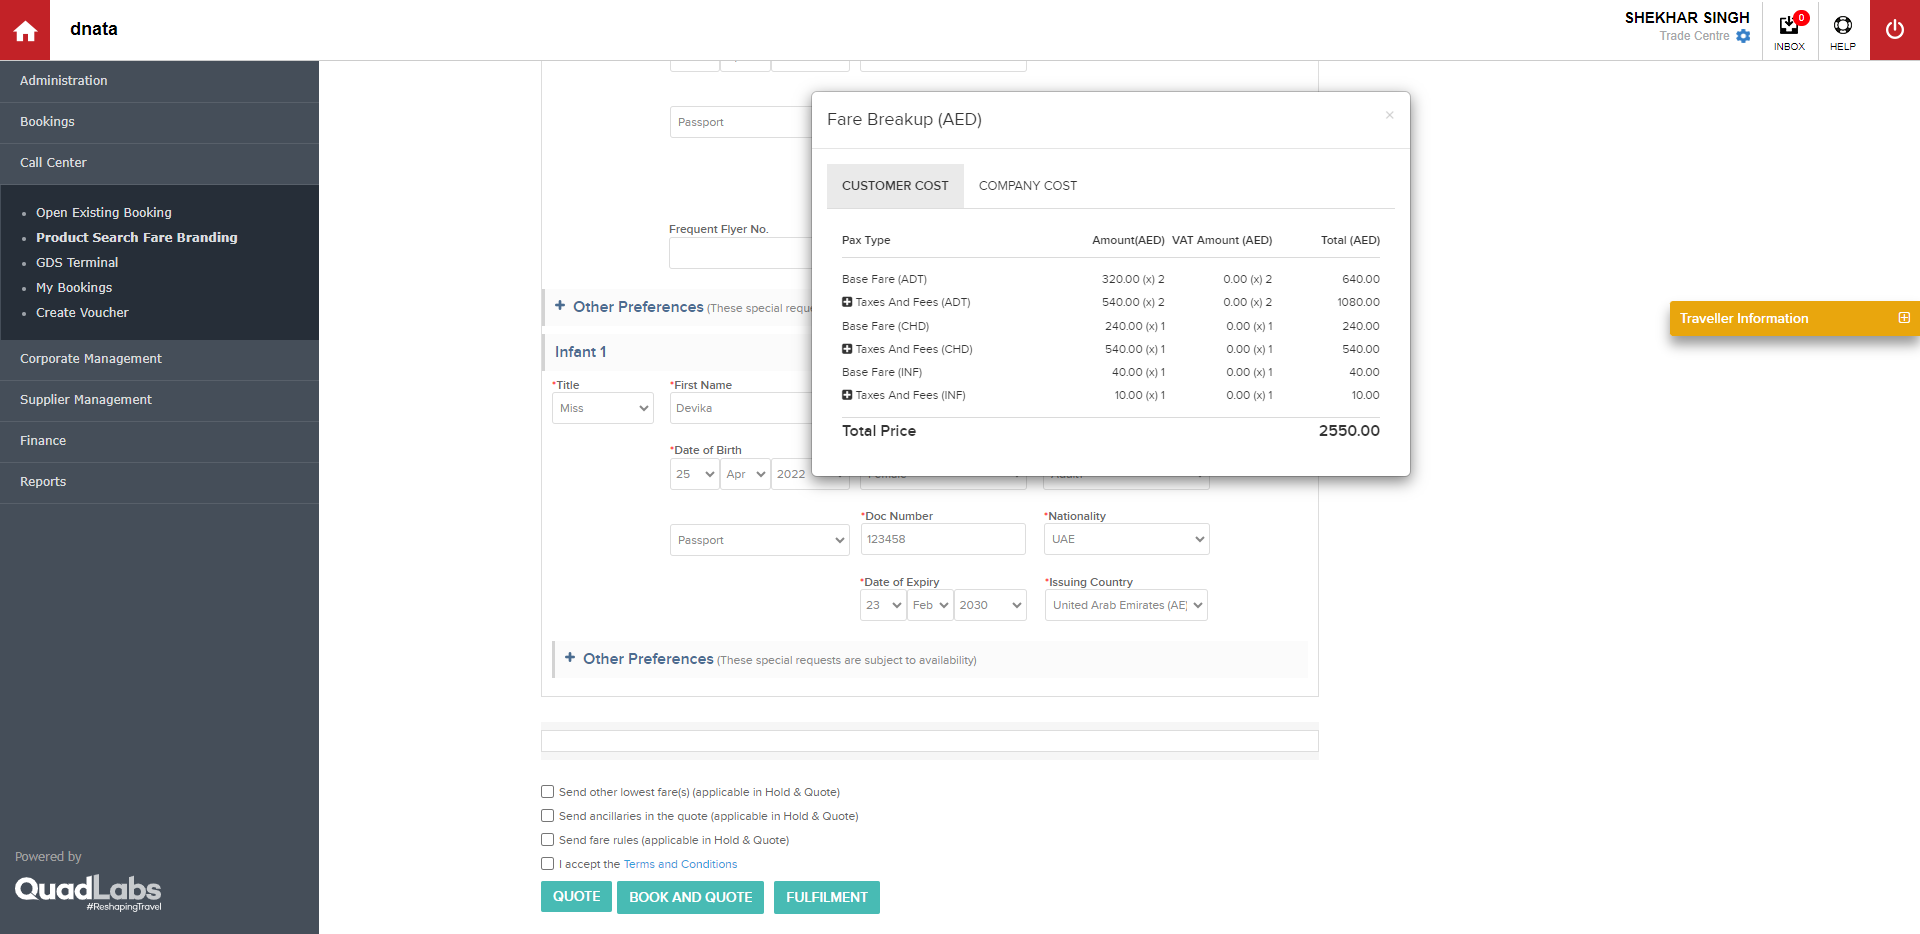 dnata
SHEKHAR SINGH
Trade Centre
0
INBOX
HELP
Administration
Bookings
Call Center
Open Existing Booking
Product Search Fare Branding
GDS Terminal
My Bookings
Create Voucher
Corporate Management
Supplier Management
Finance
Reports
Powered by
QuadLabs
#ReshapingTravel
Passport
Frequent Flyer No.
+ Other Preferences (These special requ
Infant 1
*Title
*First Name
Miss
Devika
*Date of Birth
25 Apr 2022
Passport
*Doc Number
123458
*Nationality
UAE
*Date of Expiry
23 Feb 2030
*Issuing Country
United Arab Emirates (AE)
+ Other Preferences (These special requests are subject to availability)
Send other lowest fare(s) (applicable in Hold & Quote)
Send ancillaries in the quote (applicable in Hold & Quote)
Send fare rules (applicable in Hold & Quote)
I accept the Terms and Conditions
QUOTE
BOOK AND QUOTE
FULFILMENT
Fare Breakup (AED)
×
CUSTOMER COST
COMPANY COST
Pax Type Amount(AED) VAT Amount (AED) Total (AED)
Base Fare (ADT) 320.00 (x) 2 0.00 (x) 2 640.00
Taxes And Fees (ADT) 540.00 (x) 2 0.00 (x) 2 1080.00
Base Fare (CHD) 240.00 (x) 1 0.00 (x) 1 240.00
Taxes And Fees (CHD) 540.00 (x) 1 0.00 (x) 1 540.00
Base Fare (INF) 40.00 (x) 1 0.00 (x) 1 40.00
Taxes And Fees (INF) 10.00 (x) 1 0.00 (x) 1 10.00
Total Price 2550.00
Traveller Information